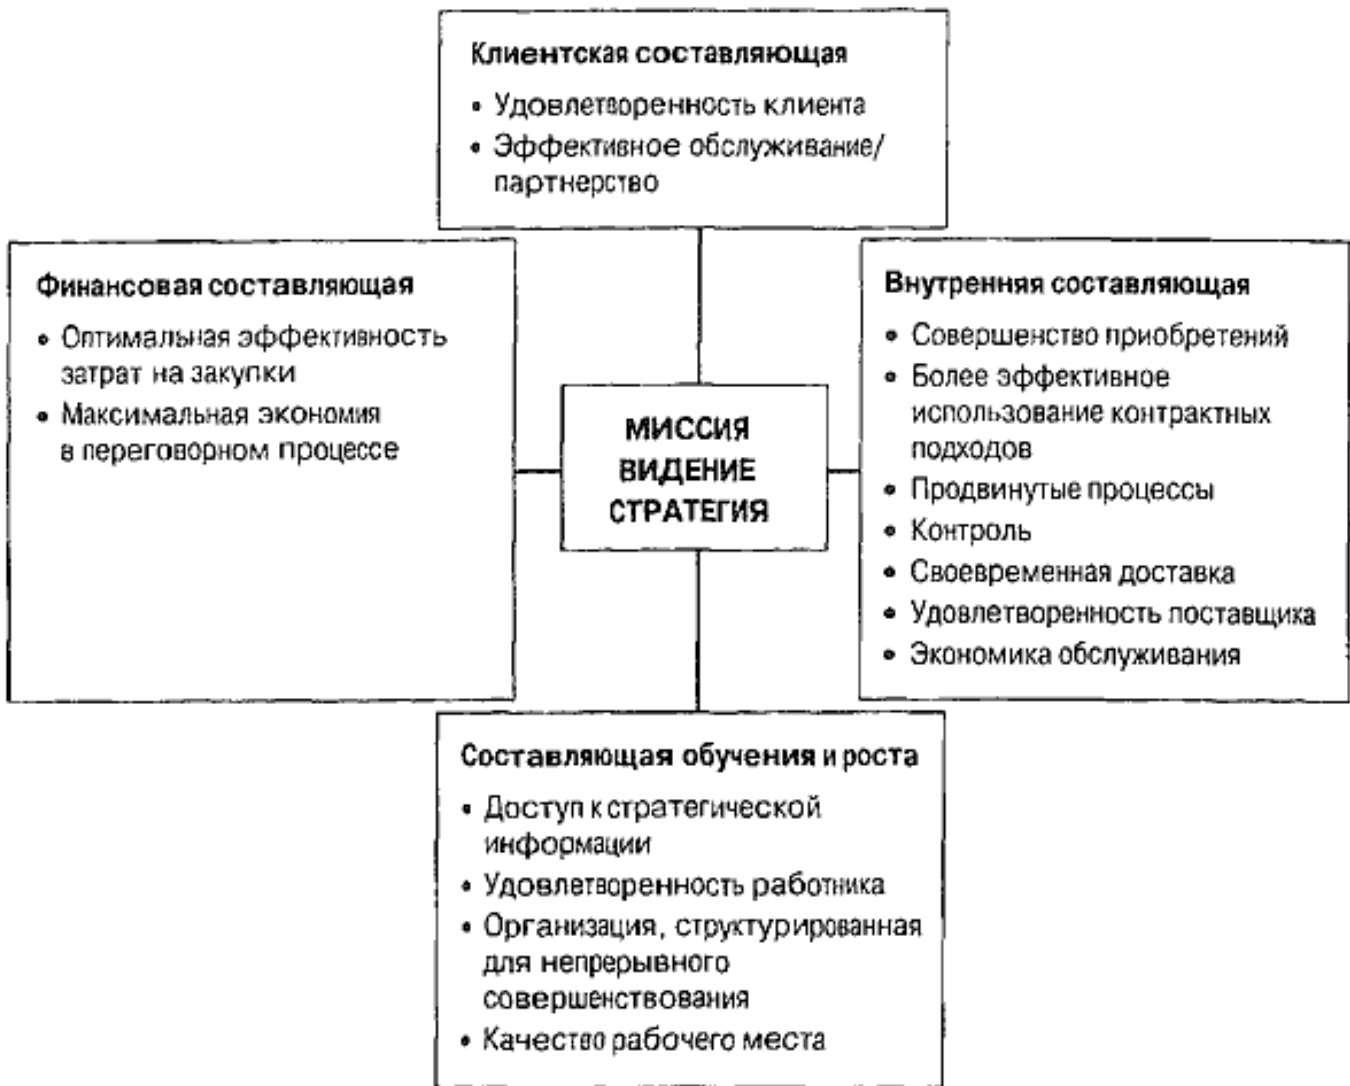 Клиентская составляющая
• Удовлетворенность клиента
• Эффективное обслуживание/
партнерство
Финансовая составляющая
• Оптимальная эффективность
затрат на закупки
• Максимальная экономия
в переговорном процессе
МИССИЯ
ВИДЕНИЕ
СТРАТЕГИЯ
Внутренняя составляющая
• Совершенство приобретений
• Более эффективное
использование контрактных
подходов
• Продвинутые процессы
• Контроль
• Своевременная доставка
• Удовлетворенность поставщика
• Экономика обслуживания
Составляющая обучения и роста
• Доступ к стратегической
информации
• Удовлетворенность работника
• Организация, структурированная
для непрерывного
совершенствования
• Качество рабочего места